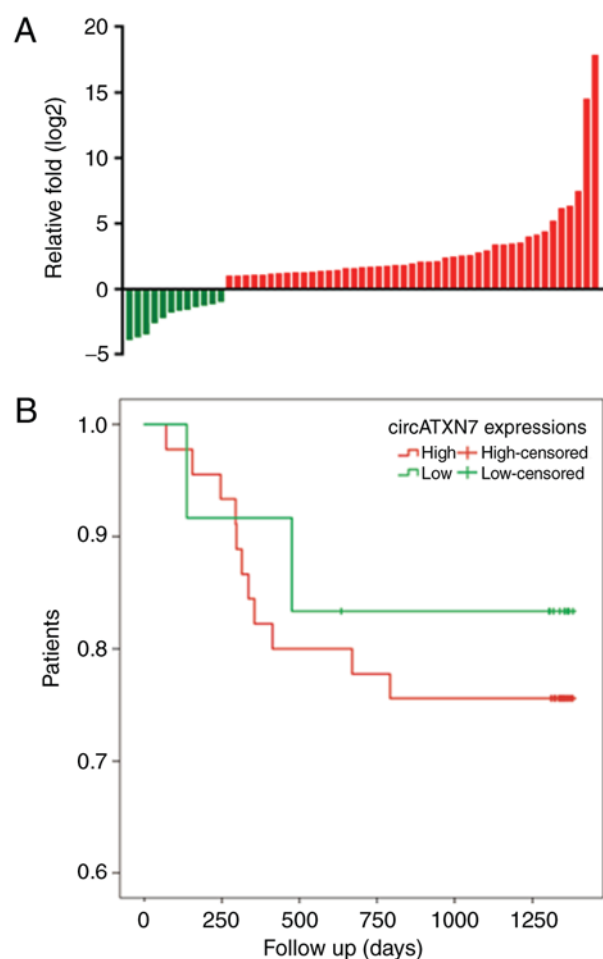 A
Relative fold (log2)
20
15
10
5
0
−5
B
circATXN7 expressions
High High-censored
Low Low-censored
Patients
1.0
0.9
0.8
0.7
0.6
0 250 500 750 1000 1250
Follow up (days)